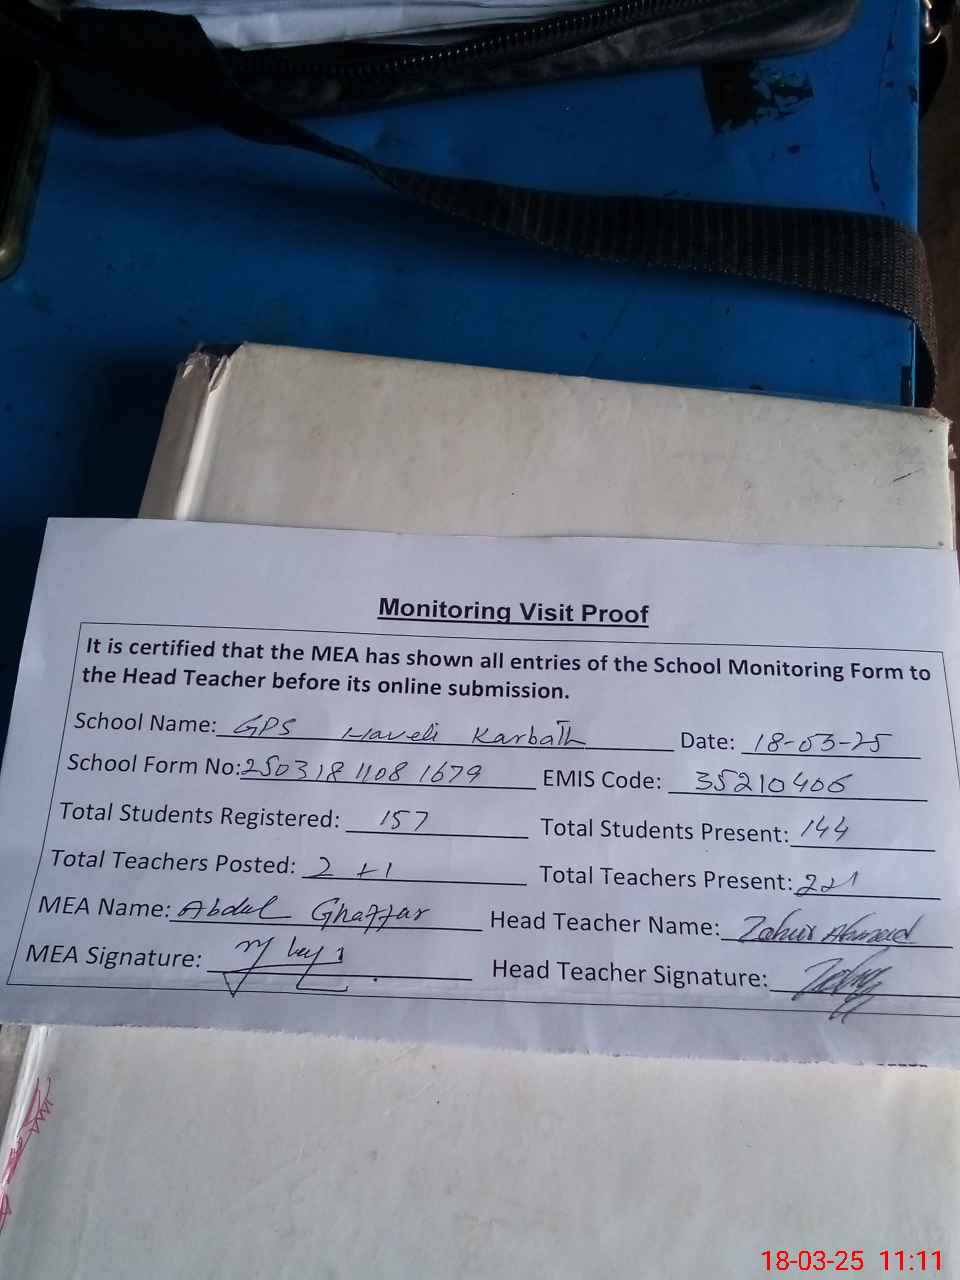 Monitoring Visit Proof
It is certified that the MEA has shown all entries of the School Monitoring Form to
the Head Teacher before its online submission.
School Name: GPS Haveli Karbath Date: 18-03-25
School Form No: 2503181108 1679 EMIS Code: 35210406
Total Students Registered: 157 Total Students Present: 144
Total Teachers Posted: 2 +1 Total Teachers Present:
MEA Name: Abdul Ghaffar Head Teacher Name: Zahur Ahmed
MEA Signature: Head Teacher Signature:
18-03-25 11:11